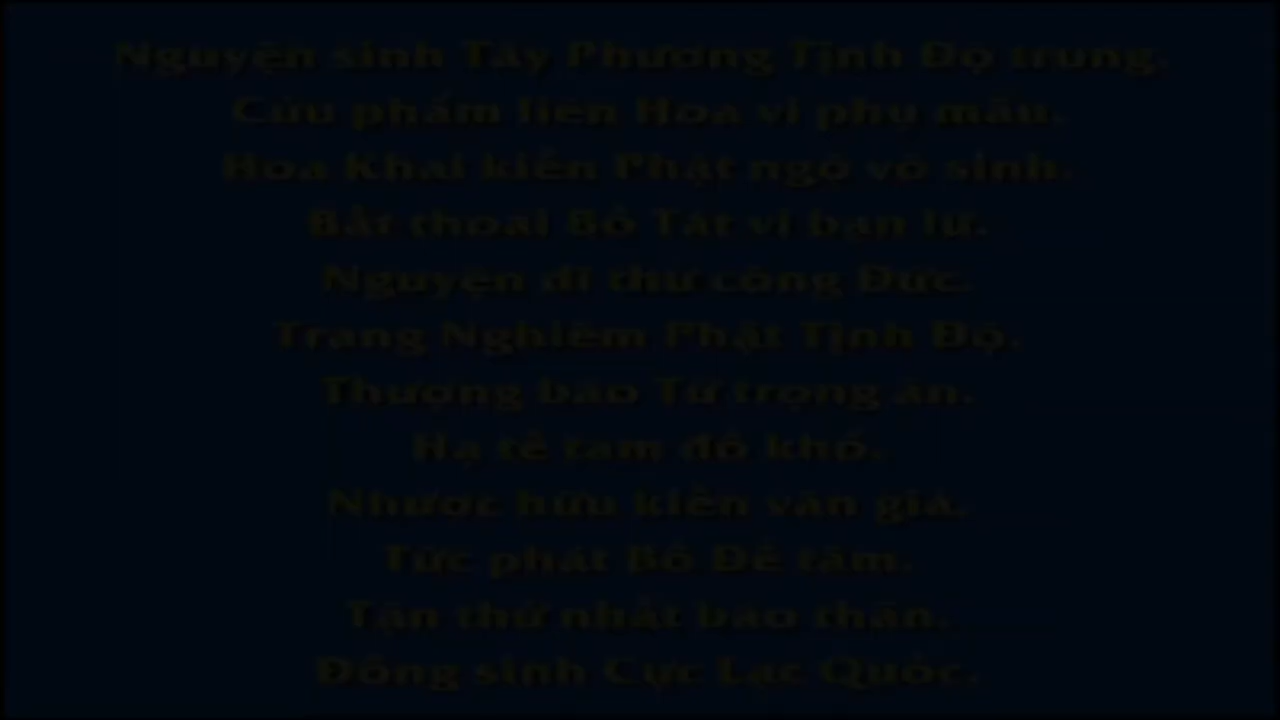 Nguyện sinh Tây Phương Tịnh Độ trung.
Cửu phẩm liên Hoa vi phụ mẫu.
Hoa Khai kiến Phật ngộ vô sinh.
Bất thoái Bồ Tát vi bạn lữ.
Nguyện dĩ thử công Đức.
Trang Nghiêm Phật Tịnh Độ.
Thượng báo Tứ trọng ân.
Hạ tế tam đồ khổ.
Nhược hữu kiến văn giả.
Tức phát Bồ Đề tâm.
Tận thử nhất báo thân.
Đồng sinh Cực Lạc Quốc.